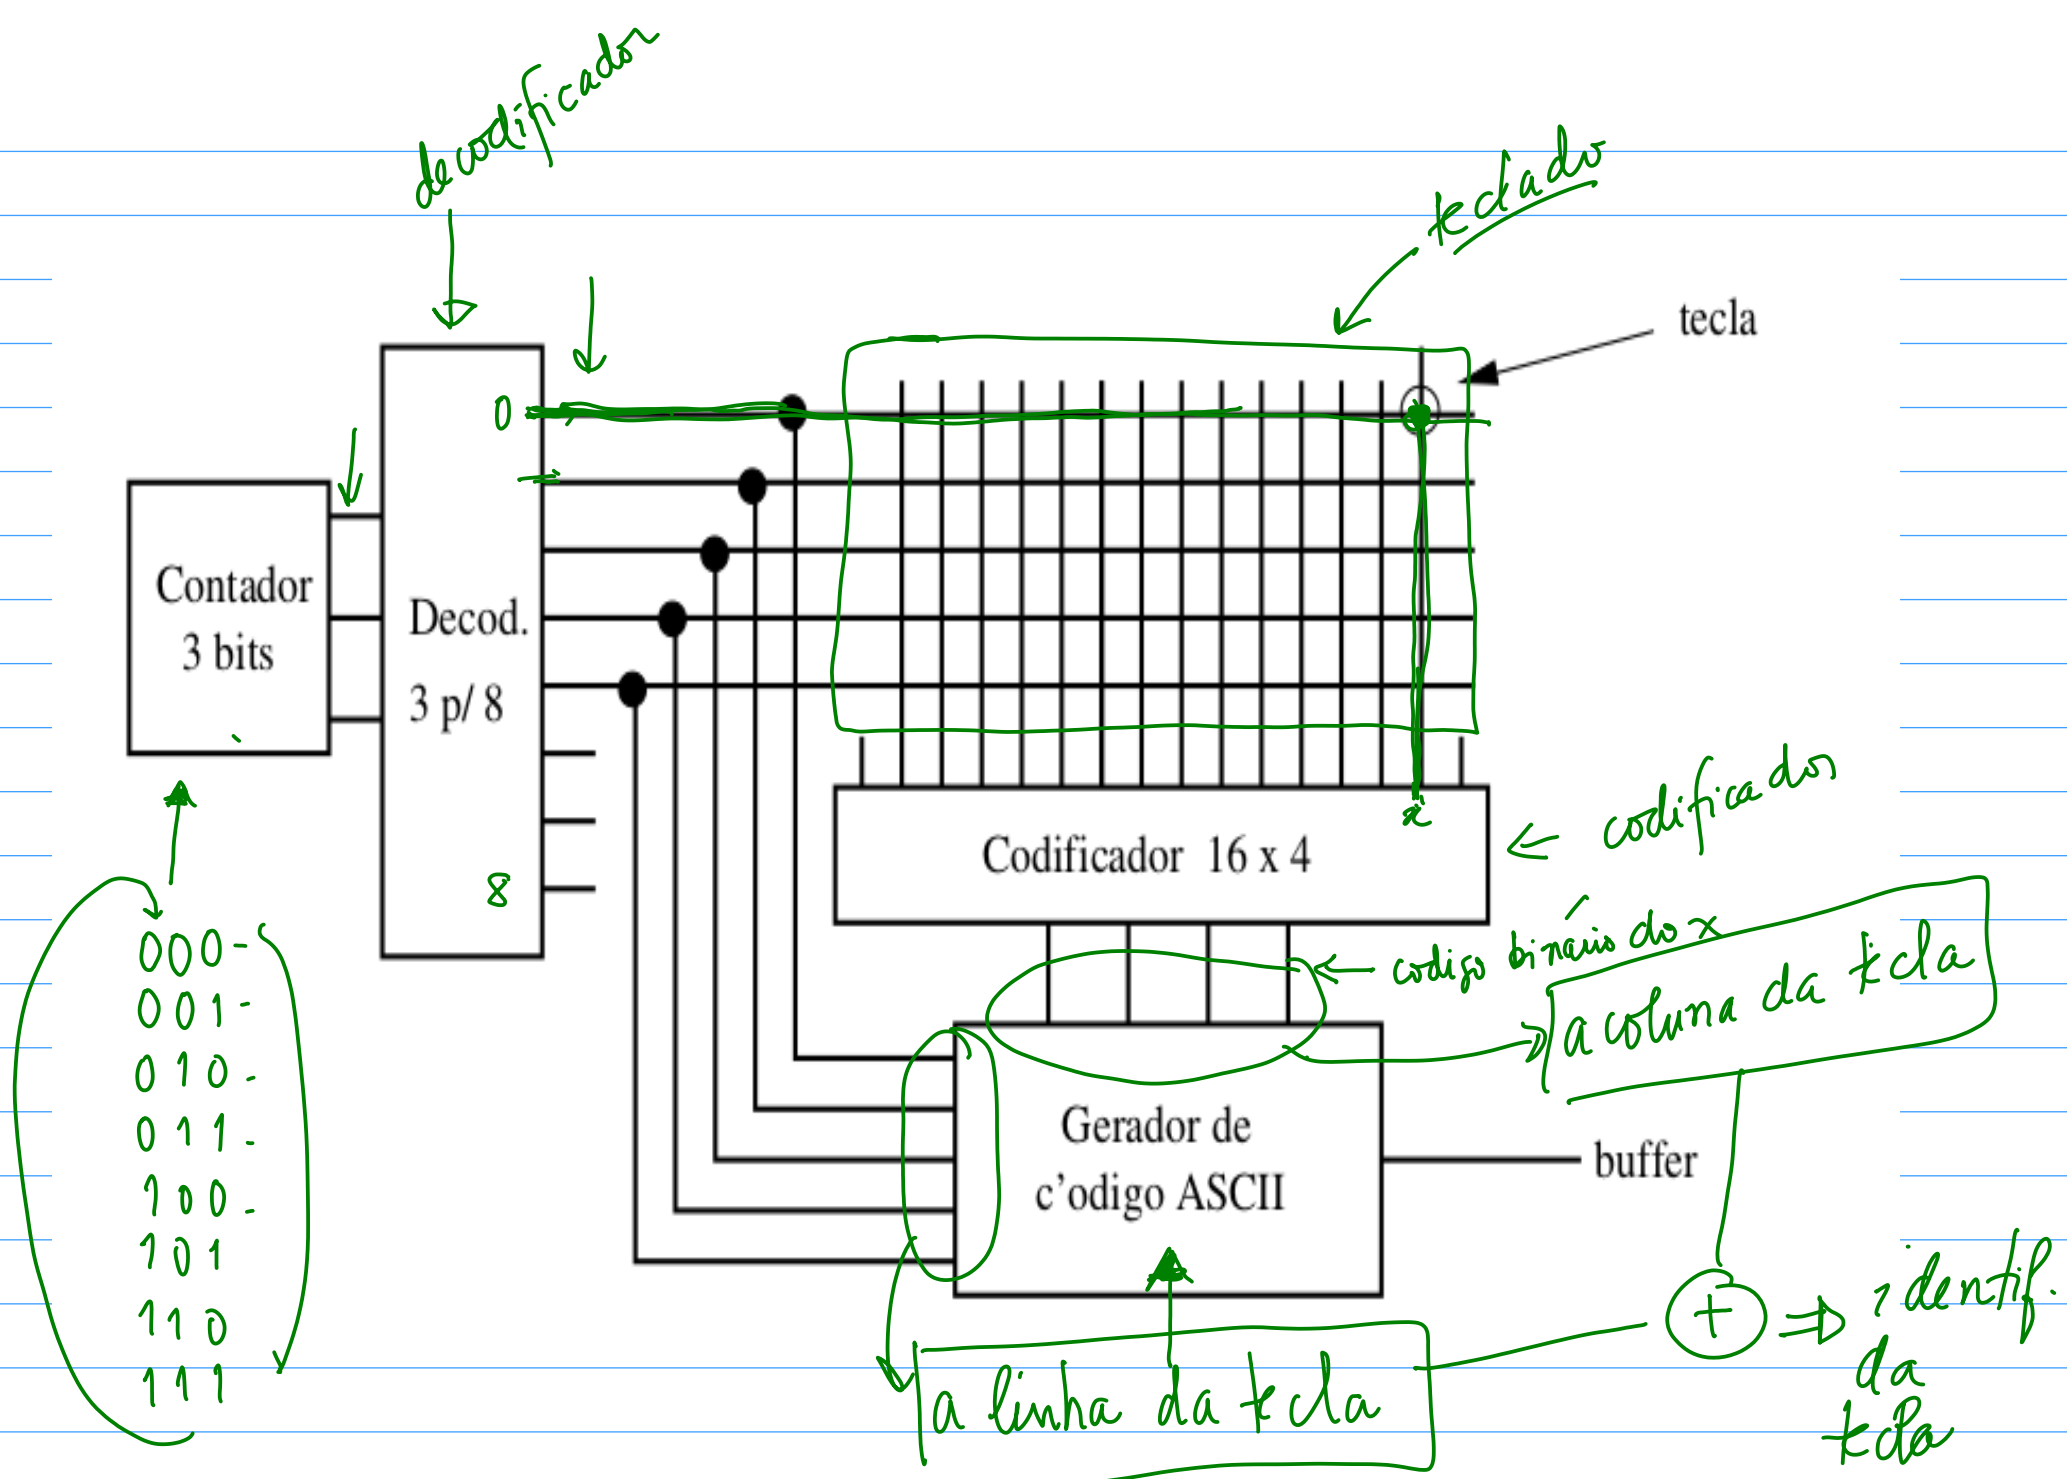 decodificador
teclado
tecla
0
Contador
3 bits
Decod.
3 p/ 8
8
x
Codificador 16 x 4
codificador
codigo binário do x
a coluna da tecla
000-
001-
010-
011-
100-
101
110
111
Gerador de
c’odigo ASCII
buffer
a linha da tecla
+ ⇒ identif.
da
tecla